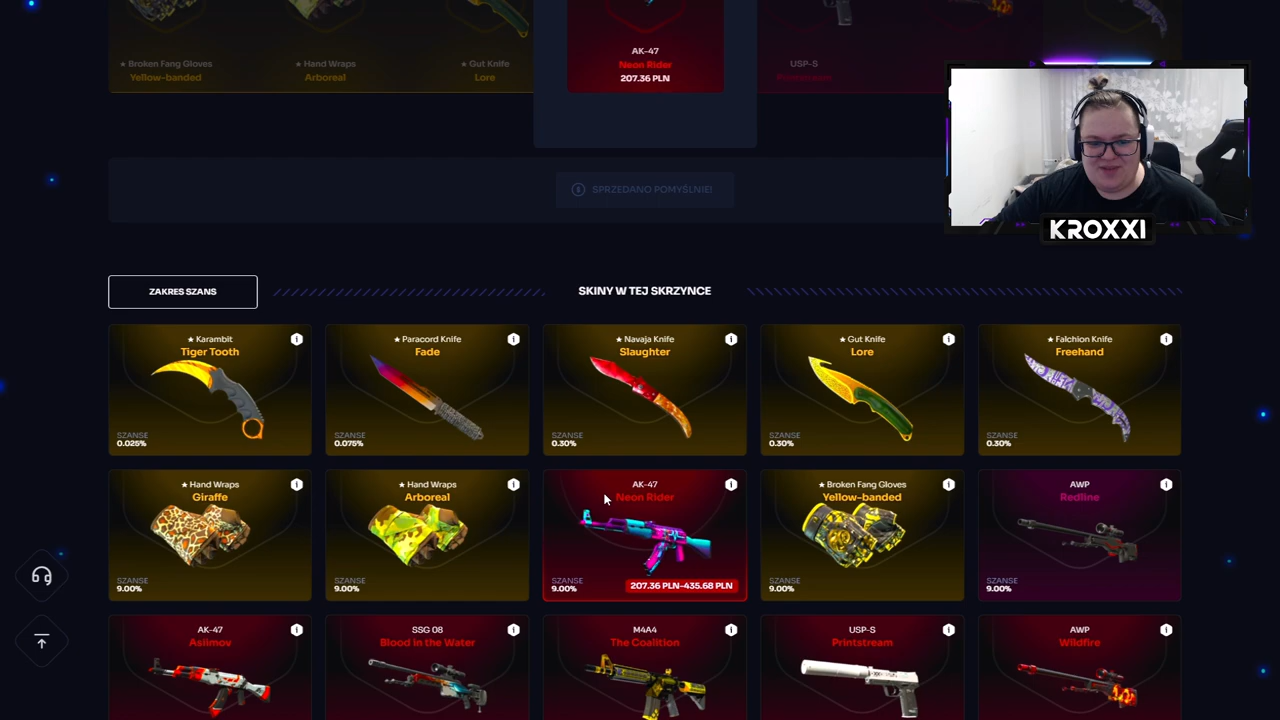 ★ Broken Fang Gloves
Yellow-banded
★ Hand Wraps
Arboreal
★ Gut Knife
Lore
AK-47
Neon Rider
207.36 PLN
USP-S
Printstream
KROXXI
SPRZEDANO POMYŚLNIE!
ZAKRES SZANS
SKINY W TEJ SKRZYNCE
★ Karambit
Tiger Tooth
SZANSE
0.025%
★ Paracord Knife
Fade
SZANSE
0.075%
★ Navaja Knife
Slaughter
SZANSE
0.30%
★ Gut Knife
Lore
SZANSE
0.30%
★ Falchion Knife
Freehand
SZANSE
0.30%
★ Hand Wraps
Giraffe
SZANSE
9.00%
★ Hand Wraps
Arboreal
SZANSE
9.00%
AK-47
Neon Rider
SZANSE
9.00%
207.36 PLN-435.68 PLN
★ Broken Fang Gloves
Yellow-banded
SZANSE
9.00%
AWP
Redline
SZANSE
9.00%
AK-47
Asiimov
SSG 08
Blood in the Water
M4A4
The Coalition
USP-S
Printstream
AWP
Wildfire